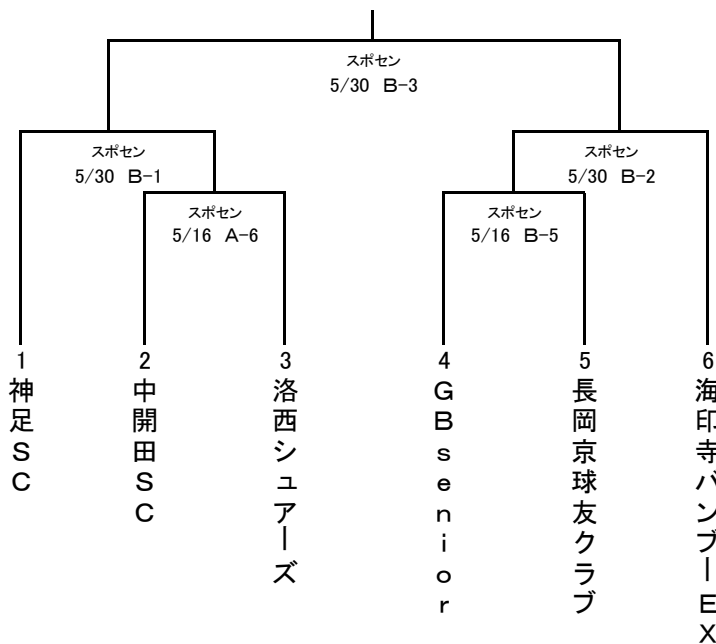 スポセン
5/30 B-3
スポセン
5/30 B-1
スポセン
5/30 B-2
スポセン
5/16 A-6
スポセン
5/16 B-5
1
神足SC
2
中開田SC
3
洛西シュアーズ
4
GBsenior
5
長岡京球友クラブ
6
海印寺バンブーEX